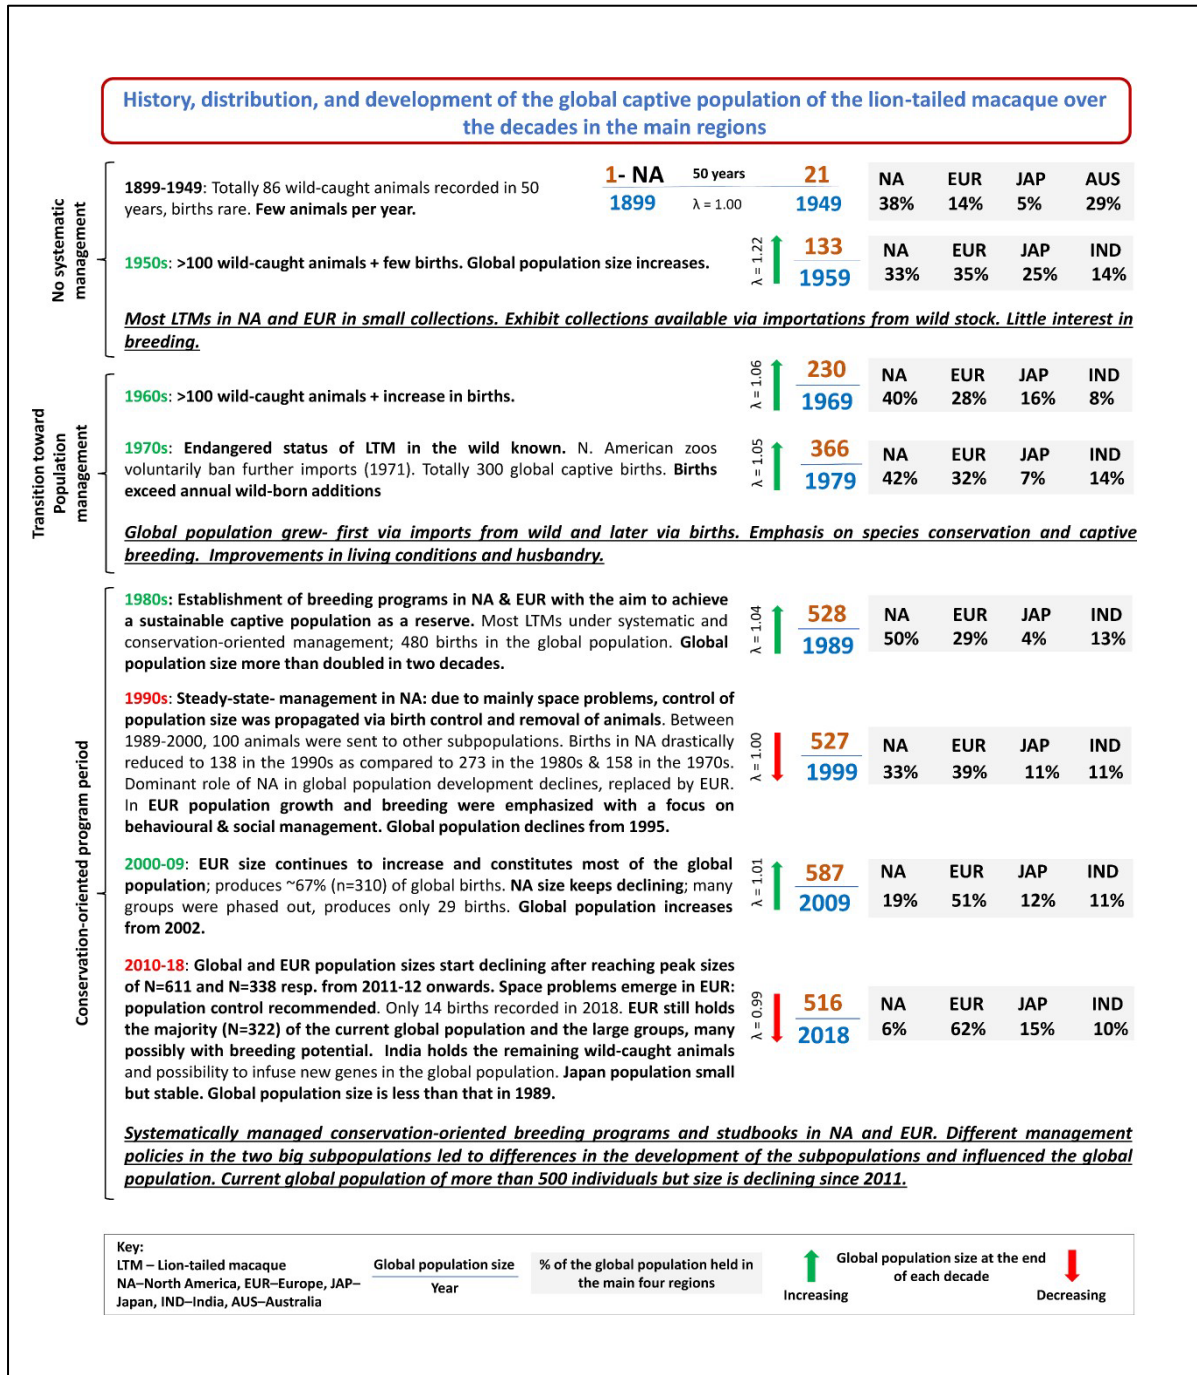 History, distribution, and development of the global captive population of the lion-tailed macaque over
the decades in the main regions
No systematic
management
1899-1949: Totally 86 wild-caught animals recorded in 50
years, births rare. Few animals per year.
1- NA 50 years 21
1899 λ = 1.00 1949
NA EUR JAP AUS
38% 14% 5% 29%
1950s: >100 wild-caught animals + few births. Global population size increases.
λ = 1.22
133
1959
NA EUR JAP IND
33% 35% 25% 14%
Most LTMs in NA and EUR in small collections. Exhibit collections available via importations from wild stock. Little interest in
breeding.
Transition toward
Population
management
1960s: >100 wild-caught animals + increase in births.
λ = 1.06
230
1969
NA EUR JAP IND
40% 28% 16% 8%
1970s: Endangered status of LTM in the wild known. N. American zoos
voluntarily ban further imports (1971). Totally 300 global captive births. Births
exceed annual wild-born additions
λ = 1.05
366
1979
NA EUR JAP IND
42% 32% 7% 14%
Global population grew- first via imports from wild and later via births. Emphasis on species conservation and captive
breeding. Improvements in living conditions and husbandry.
Conservation-oriented program period
1980s: Establishment of breeding programs in NA & EUR with the aim to achieve
a sustainable captive population as a reserve. Most LTMs under systematic and
conservation-oriented management; 480 births in the global population. Global
population size more than doubled in two decades.
λ = 1.04
528
1989
NA EUR JAP IND
50% 29% 4% 13%
1990s: Steady-state- management in NA: due to mainly space problems, control of
population size was propagated via birth control and removal of animals. Between
1989-2000, 100 animals were sent to other subpopulations. Births in NA drastically
reduced to 138 in the 1990s as compared to 273 in the 1980s & 158 in the 1970s.
Dominant role of NA in global population development declines, replaced by EUR.
In EUR population growth and breeding were emphasized with a focus on
behavioural & social management. Global population declines from 1995.
λ = 1.00
527
1999
NA EUR JAP IND
33% 39% 11% 11%
2000-09: EUR size continues to increase and constitutes most of the global
population; produces ~67% (n=310) of global births. NA size keeps declining; many
groups were phased out, produces only 29 births. Global population increases
from 2002.
λ = 1.01
587
2009
NA EUR JAP IND
19% 51% 12% 11%
2010-18: Global and EUR population sizes start declining after reaching peak sizes
of N=611 and N=338 resp. from 2011-12 onwards. Space problems emerge in EUR:
population control recommended. Only 14 births recorded in 2018. EUR still holds
the majority (N=322) of the current global population and the large groups, many
possibly with breeding potential. India holds the remaining wild-caught animals
and possibility to infuse new genes in the global population. Japan population small
but stable. Global population size is less than that in 1989.
λ = 0.99
516
2018
NA EUR JAP IND
6% 62% 15% 10%
Systematically managed conservation-oriented breeding programs and studbooks in NA and EUR. Different management
policies in the two big subpopulations led to differences in the development of the subpopulations and influenced the global
population. Current global population of more than 500 individuals but size is declining since 2011.
Key:
LTM – Lion-tailed macaque
NA–North America, EUR–Europe, JAP–
Japan, IND–India, AUS–Australia
Global population size
Year
% of the global population held in
the main four regions
Global population size at the end
of each decade
Increasing
Decreasing